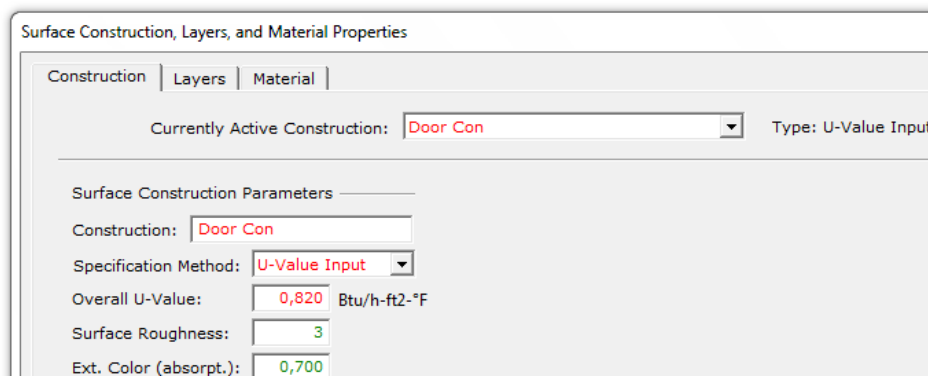 Surface Construction, Layers, and Material Properties
Construction Layers Material
Currently Active Construction: Door Con Type: U-Value Input
Surface Construction Parameters
Construction: Door Con
Specification Method: U-Value Input
Overall U-Value: 0,820 Btu/h-ft2-°F
Surface Roughness: 3
Ext. Color (absorpt.): 0,700